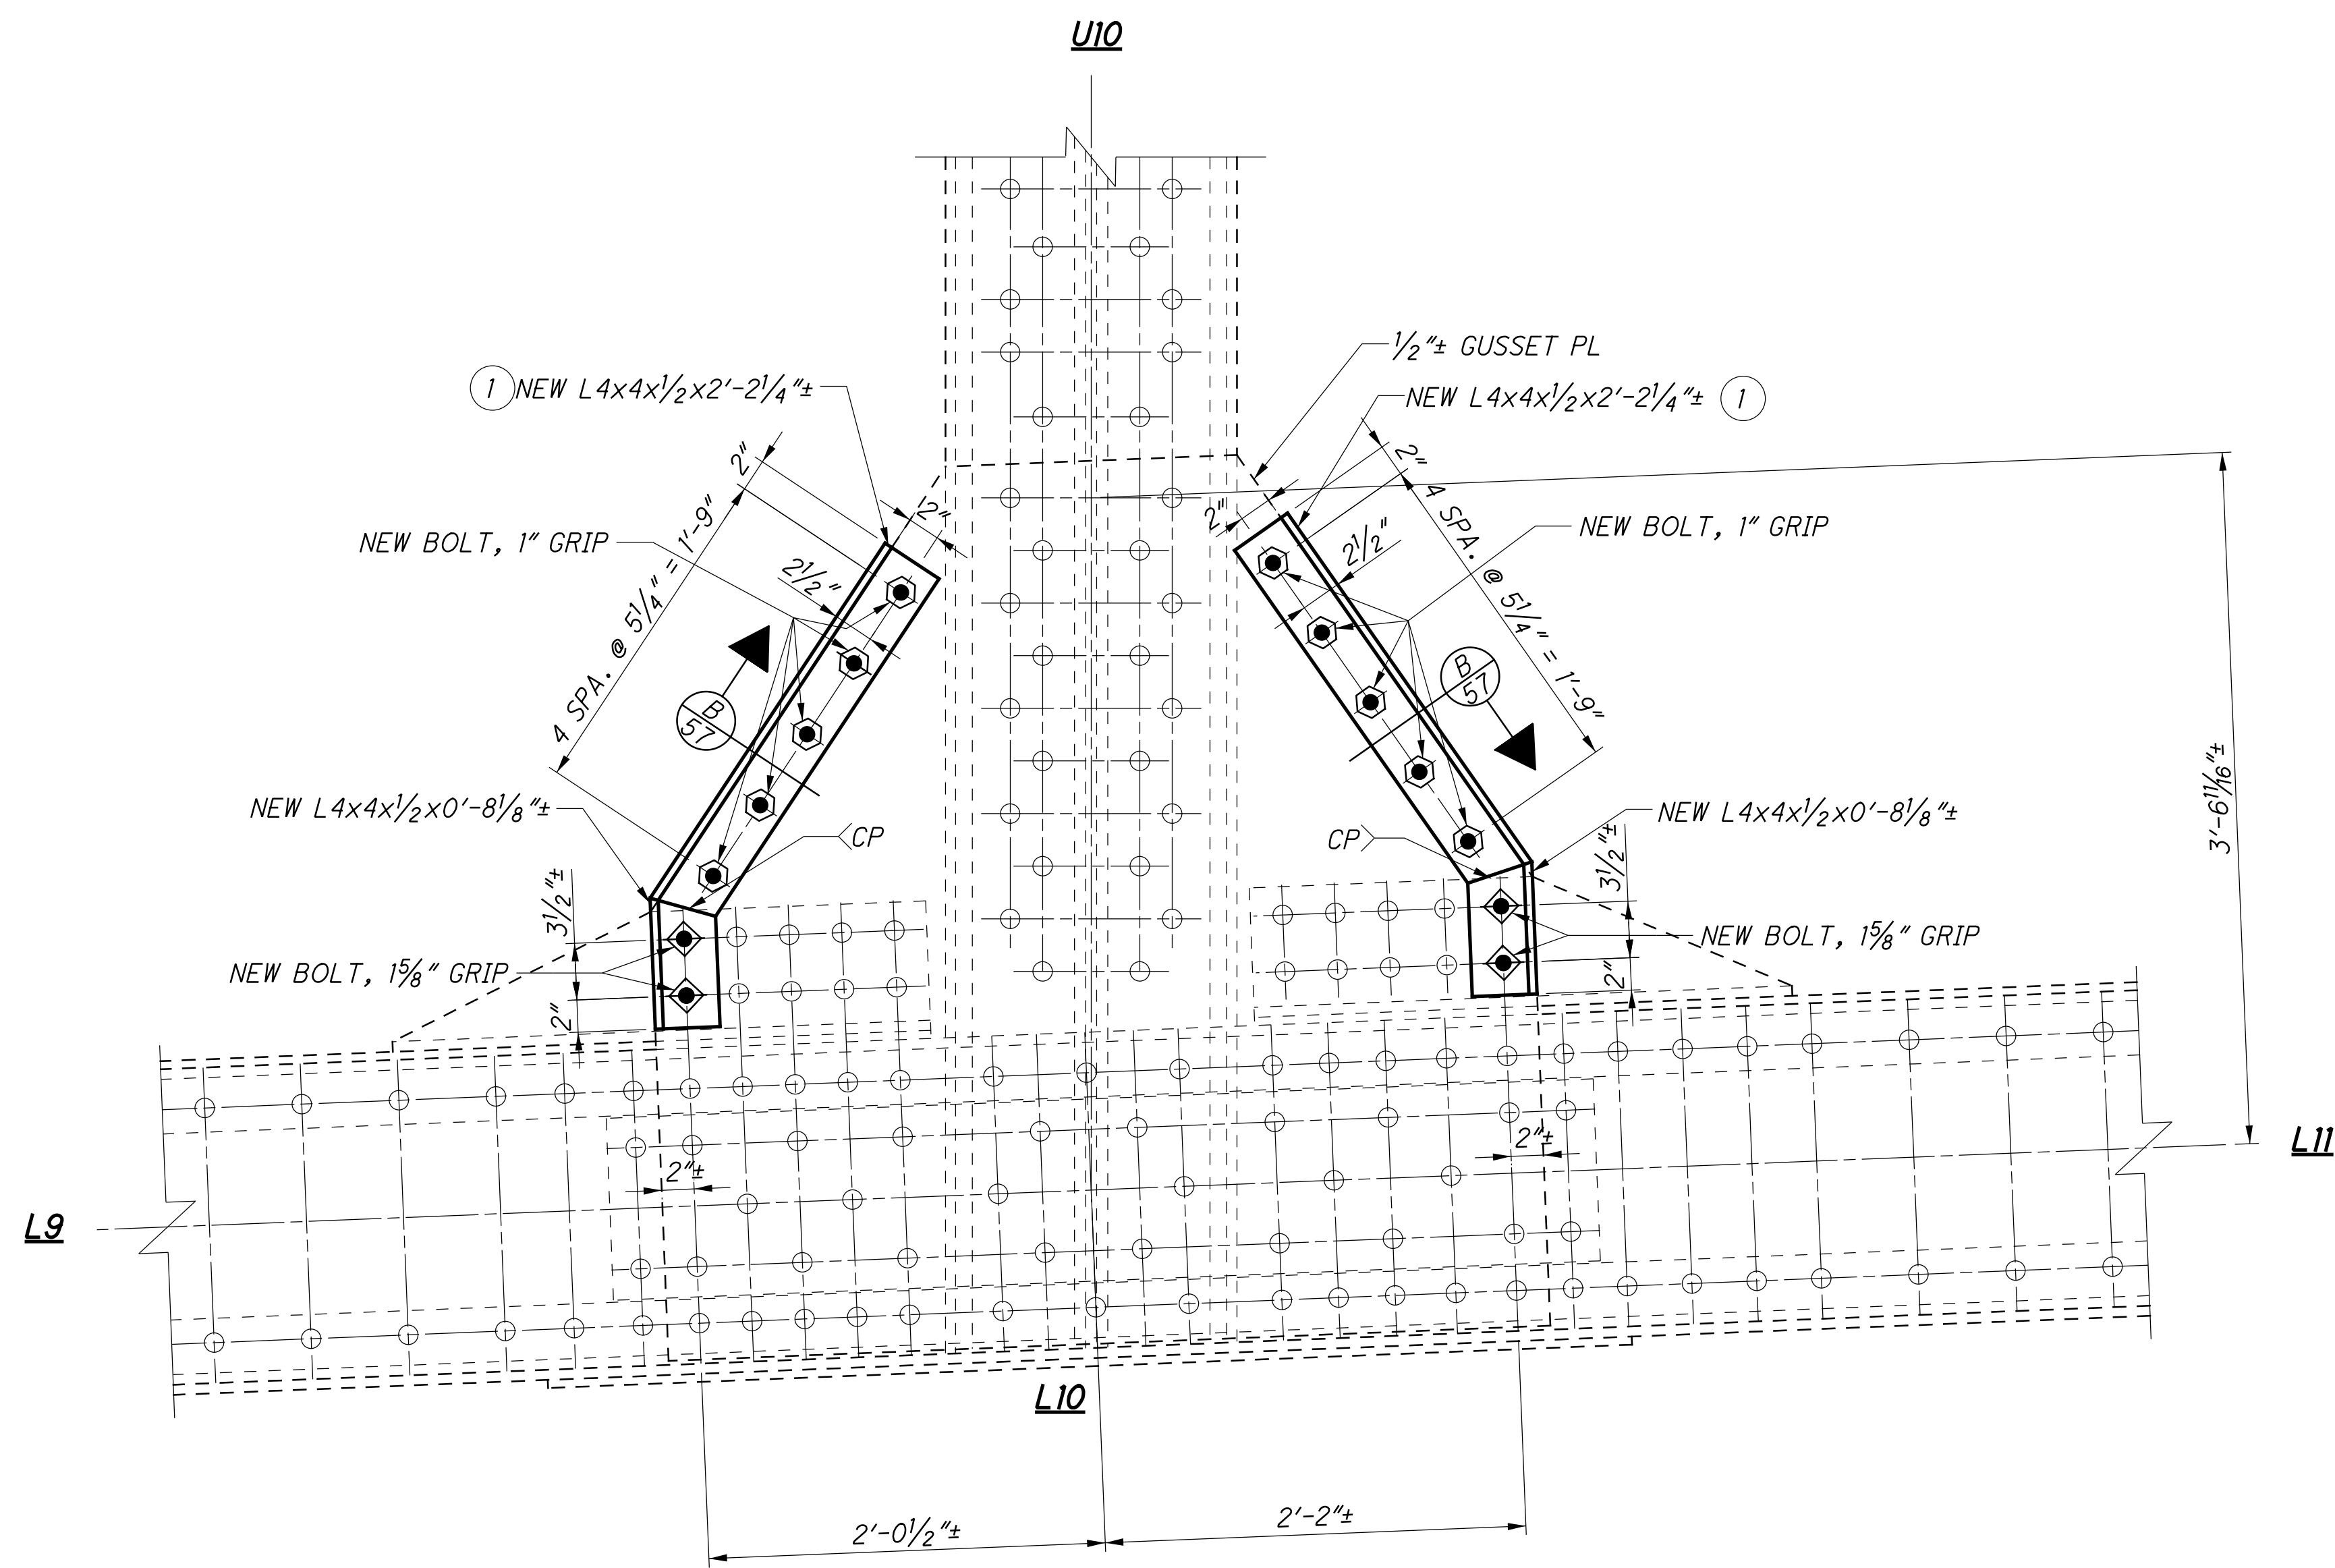 U10
1/2"± GUSSET PL
① NEW L4x4x1/2x2'-2 1/4"±
NEW L4x4x1/2x2'-2 1/4"± ①
2"
2"
2"
2"
4 SPA. @ 5 1/4" = 1'-9"
4 SPA. @ 5 1/4" = 1'-9"
NEW BOLT, 1" GRIP
NEW BOLT, 1" GRIP
2 1/2"
2 1/2"
B
57
B
57
3'-6 11/16"±
NEW L4x4x1/2x0'-8 1/8"±
NEW L4x4x1/2x0'-8 1/8"±
CP
CP
3 1/2"±
3 1/2"±
NEW BOLT, 1 5/8" GRIP
NEW BOLT, 1 5/8" GRIP
2"
2"
2"±
2"±
L9
L11
L10
2'-0 1/2"±
2'-2"±